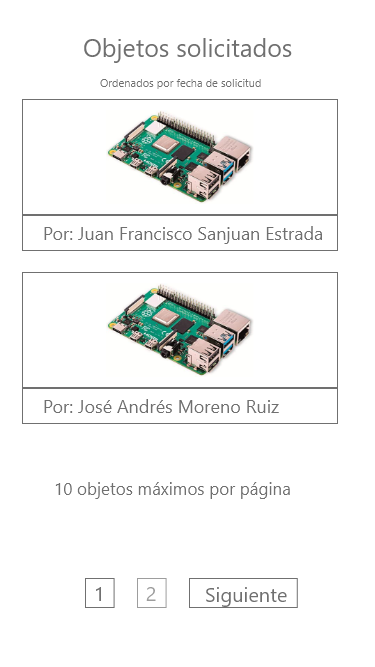 Objetos solicitados
Ordenados por fecha de solicitud
Por: Juan Francisco Sanjuan Estrada
Por: José Andrés Moreno Ruiz
10 objetos máximos por página
1 2 Siguiente